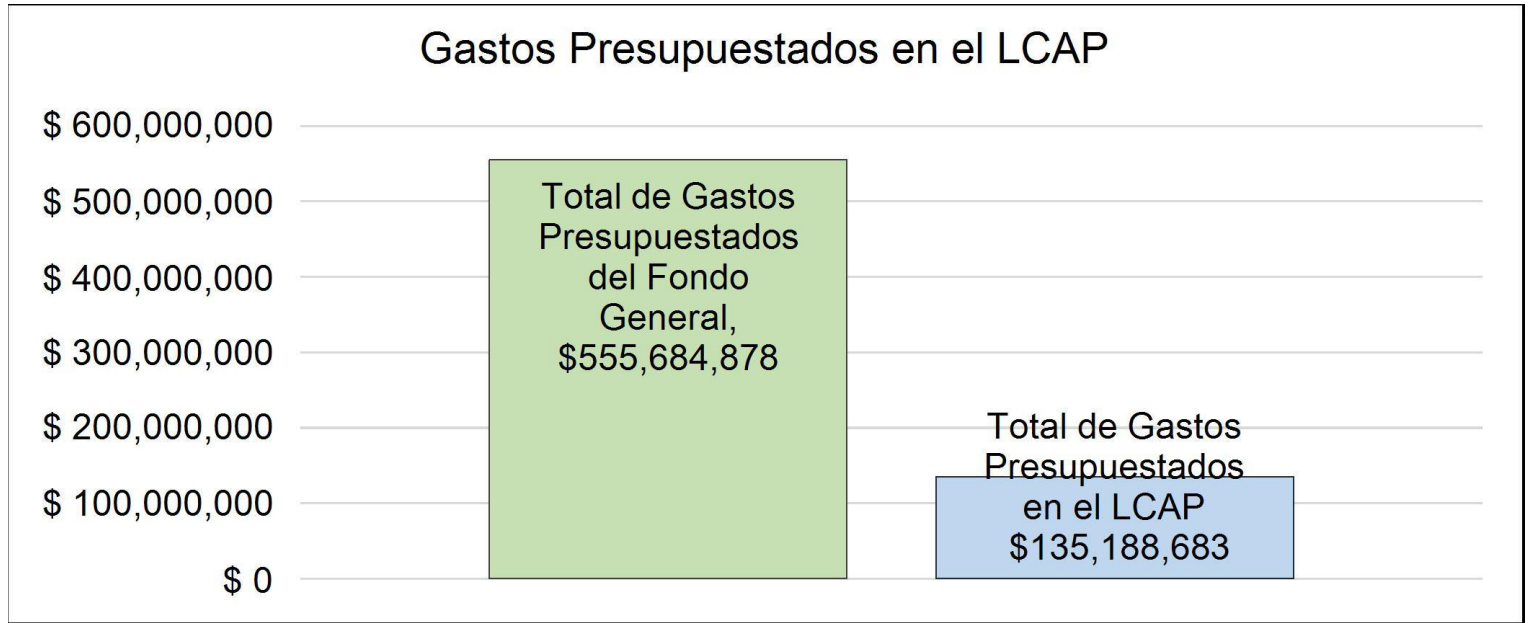 Gastos Presupuestados en el LCAP
$ 600,000,000
$ 500,000,000
$ 400,000,000
$ 300,000,000
$ 200,000,000
$ 100,000,000
$ 0
Total de Gastos
Presupuestados
del Fondo
General,
$555,684,878
Total de Gastos
Presupuestados
en el LCAP
$135,188,683